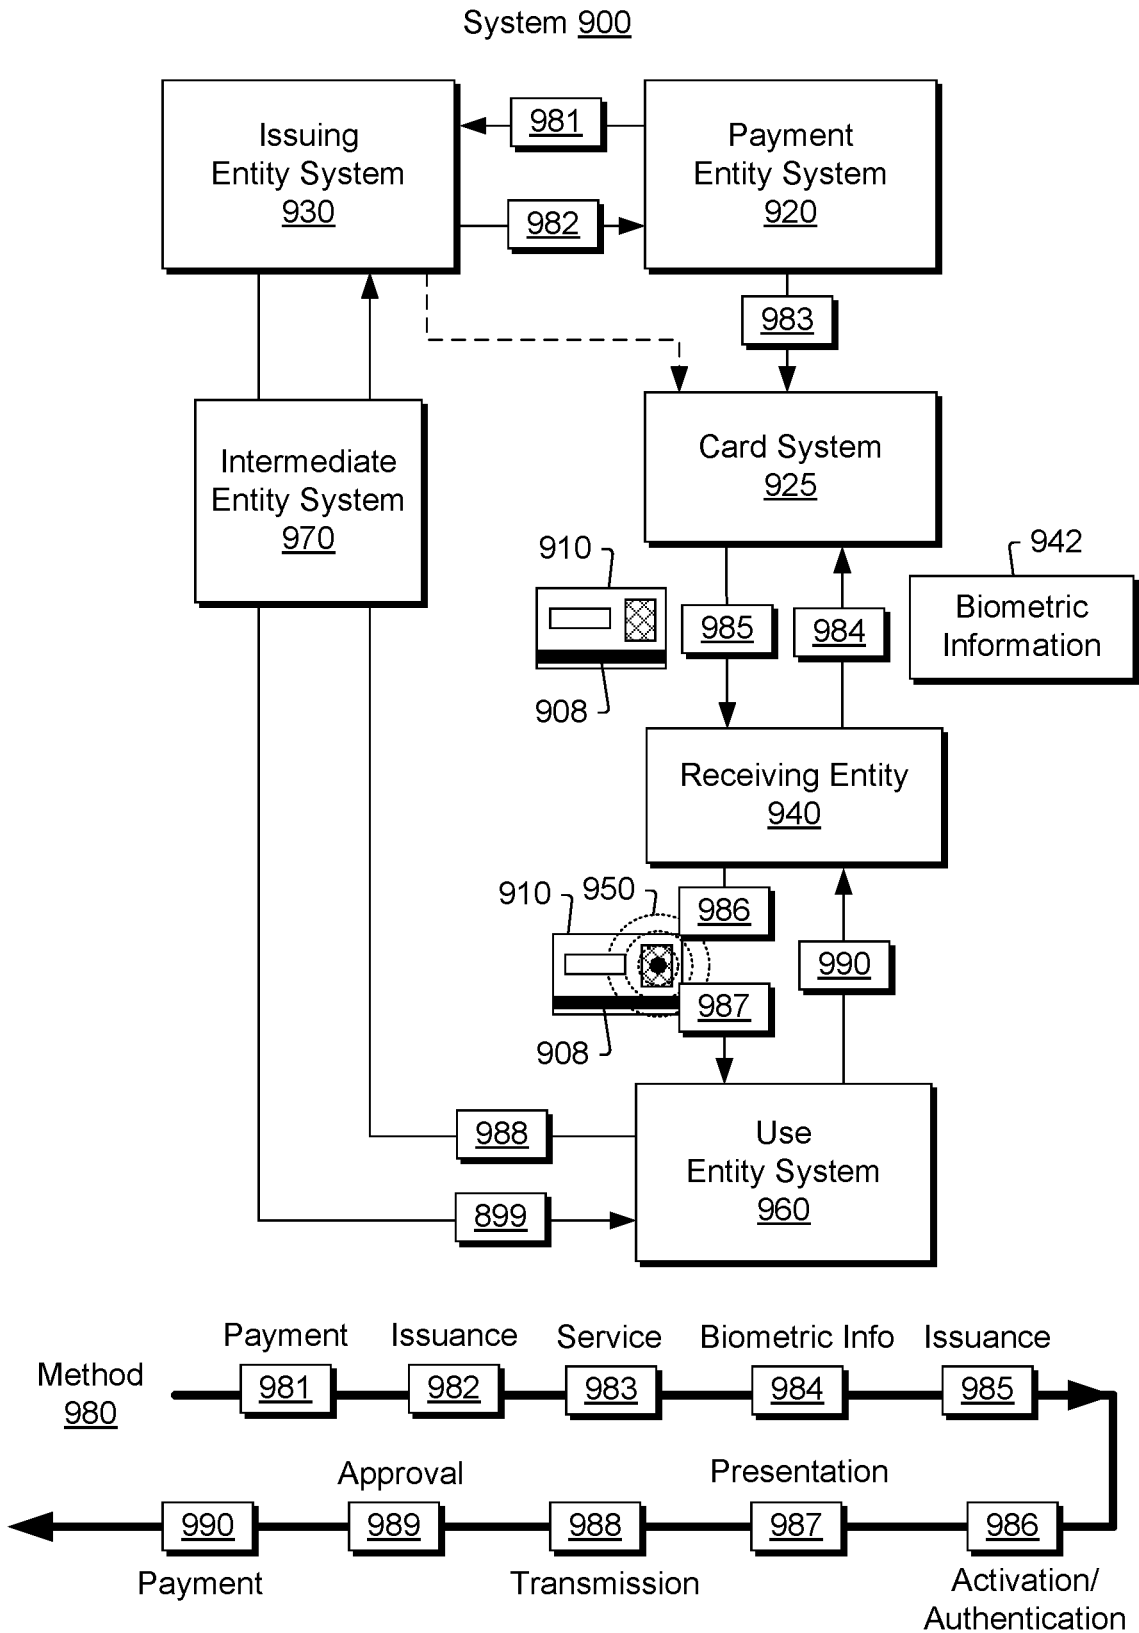 System 900
Issuing
Entity System
930
981
982
Payment
Entity System
920
983
Card System
925
Intermediate
Entity System
970
910
908
985
984
942
Biometric
Information
Receiving Entity
940
910
950
986
987
908
990
988
899
Use
Entity System
960
Method
980
Payment
981
Issuance
982
Service
983
Biometric Info
984
Issuance
985
986
Activation/
Authentication
Presentation
987
988
Transmission
Approval
989
990
Payment